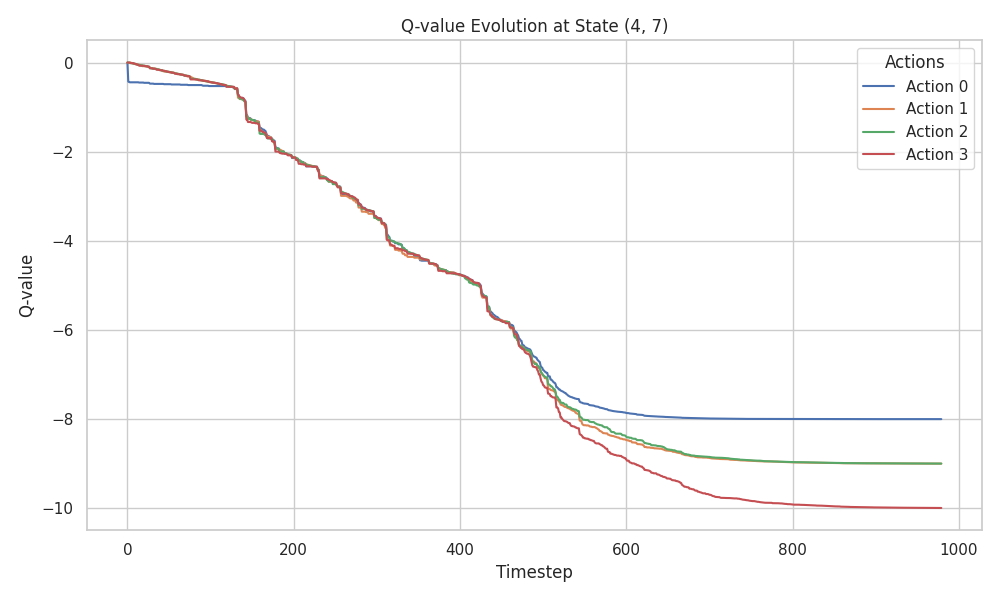 Q-value Evolution at State (4, 7)
Actions
Action 0
Action 1
Action 2
Action 3
Q-value
0
−2
−4
−6
−8
−10
0 200 400 600 800 1000
Timestep